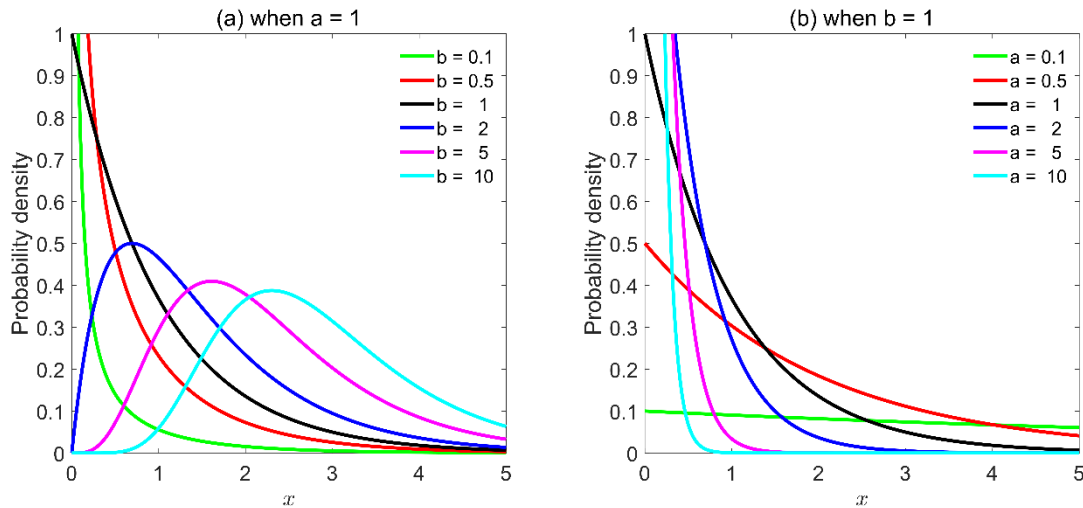 (a) when a = 1
Probability density
1
0.9
0.8
0.7
0.6
0.5
0.4
0.3
0.2
0.1
0
0 1 2 3 4 5
x
b = 0.1
b = 0.5
b = 1
b = 2
b = 5
b = 10
(b) when b = 1
Probability density
1
0.9
0.8
0.7
0.6
0.5
0.4
0.3
0.2
0.1
0
0 1 2 3 4 5
x
a = 0.1
a = 0.5
a = 1
a = 2
a = 5
a = 10